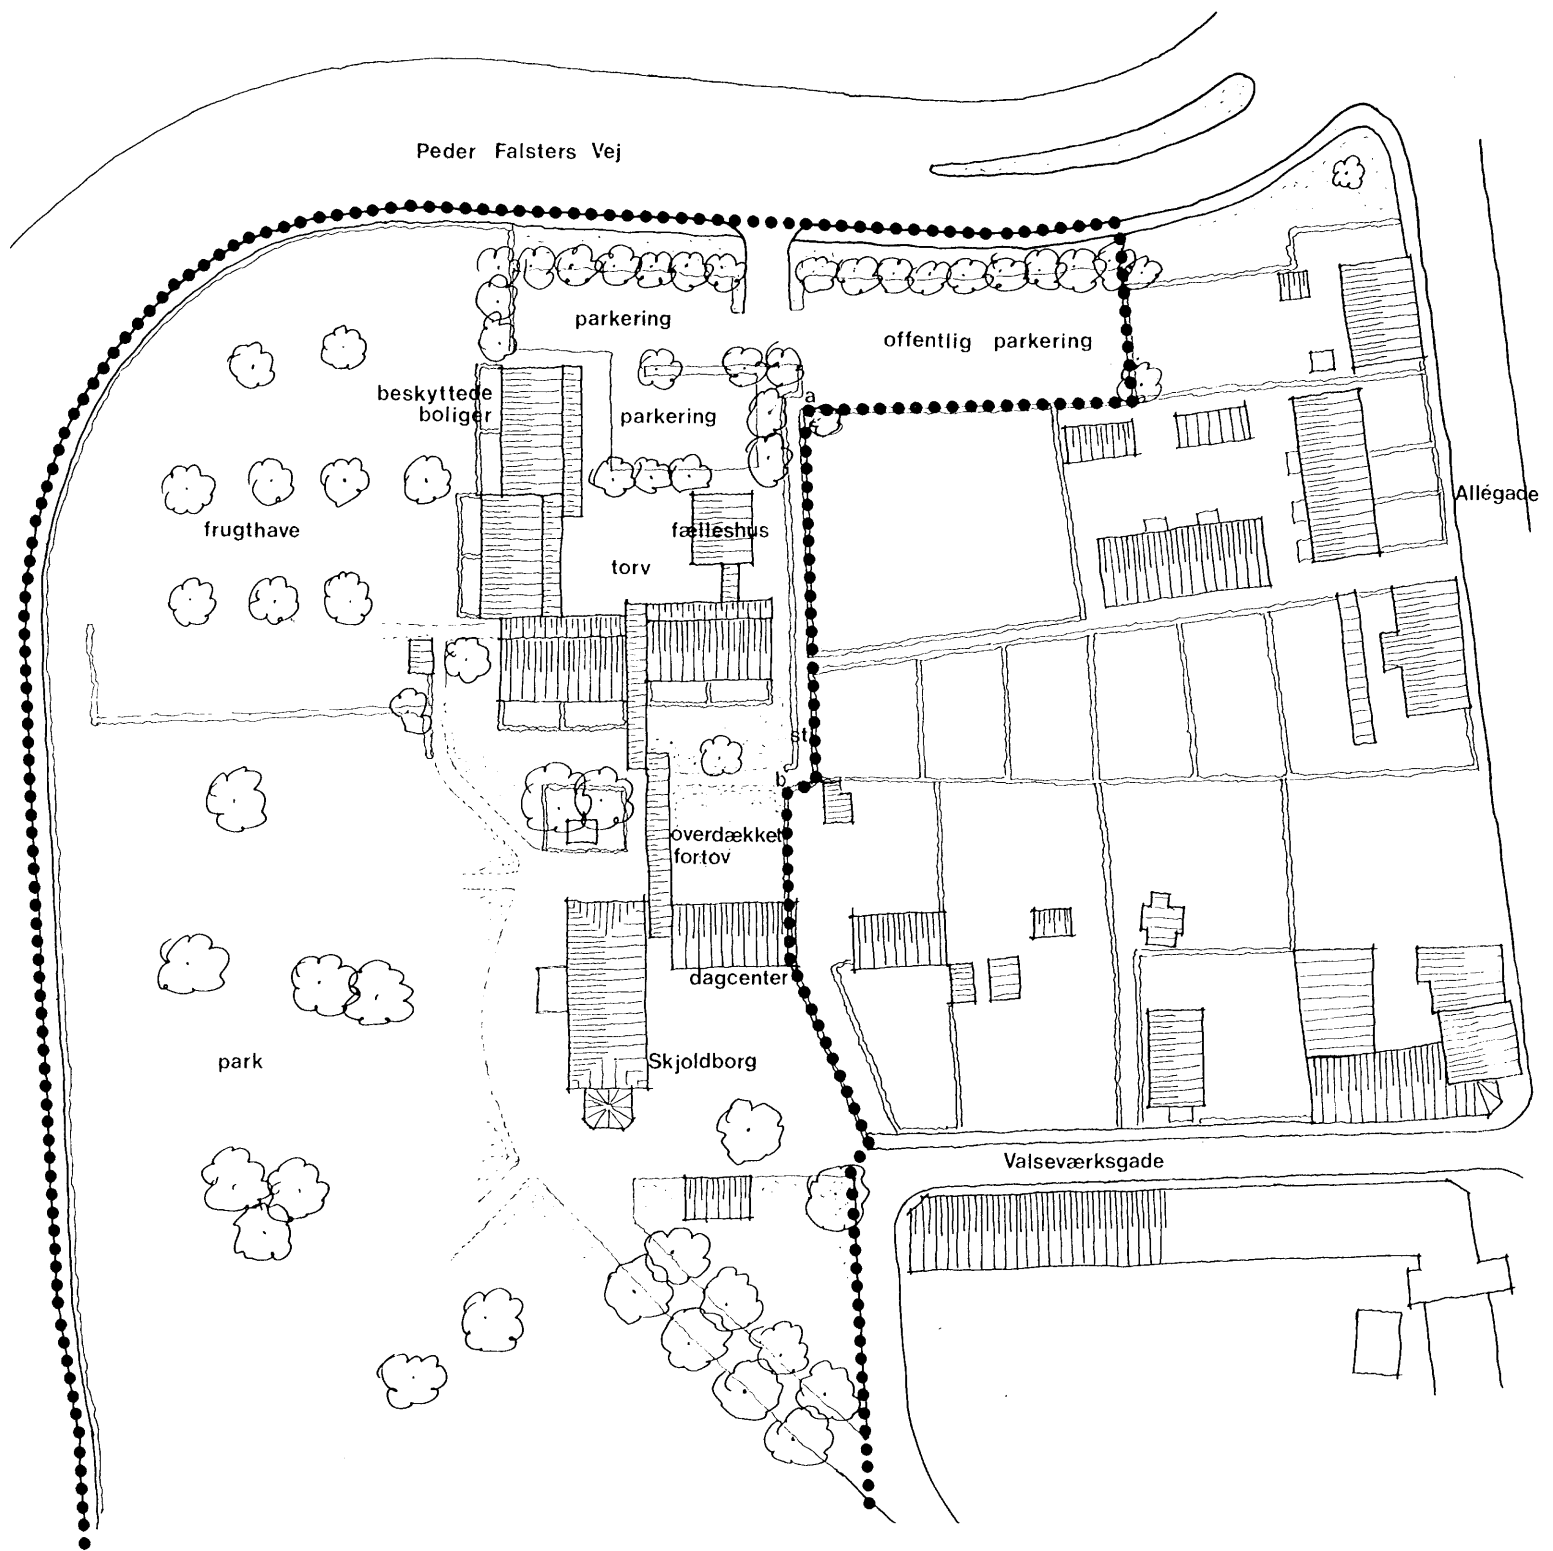 Peder Falsters Vej
parkering
offentlig parkering
beskyttede
boliger
a
parkering
Allégade
frugthave
fælleshus
torv
st
b
overdækket
fortov
dagcenter
park
Skjoldborg
Valseværksgade